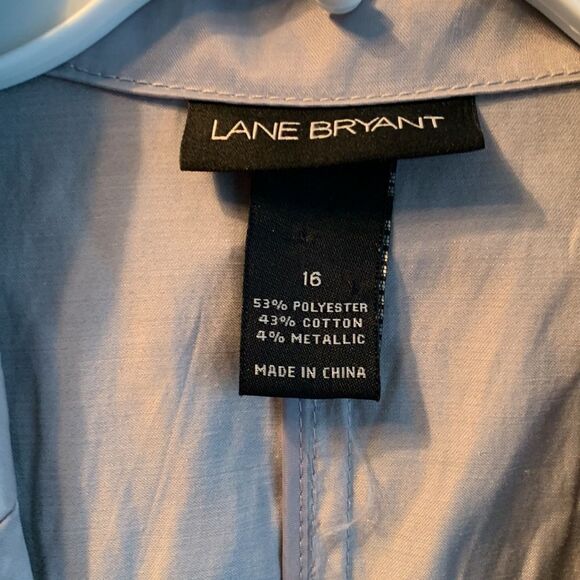 LANE BRYANT
16
53% POLYESTER
43% COTTON
4% METALLIC
MADE IN CHINA